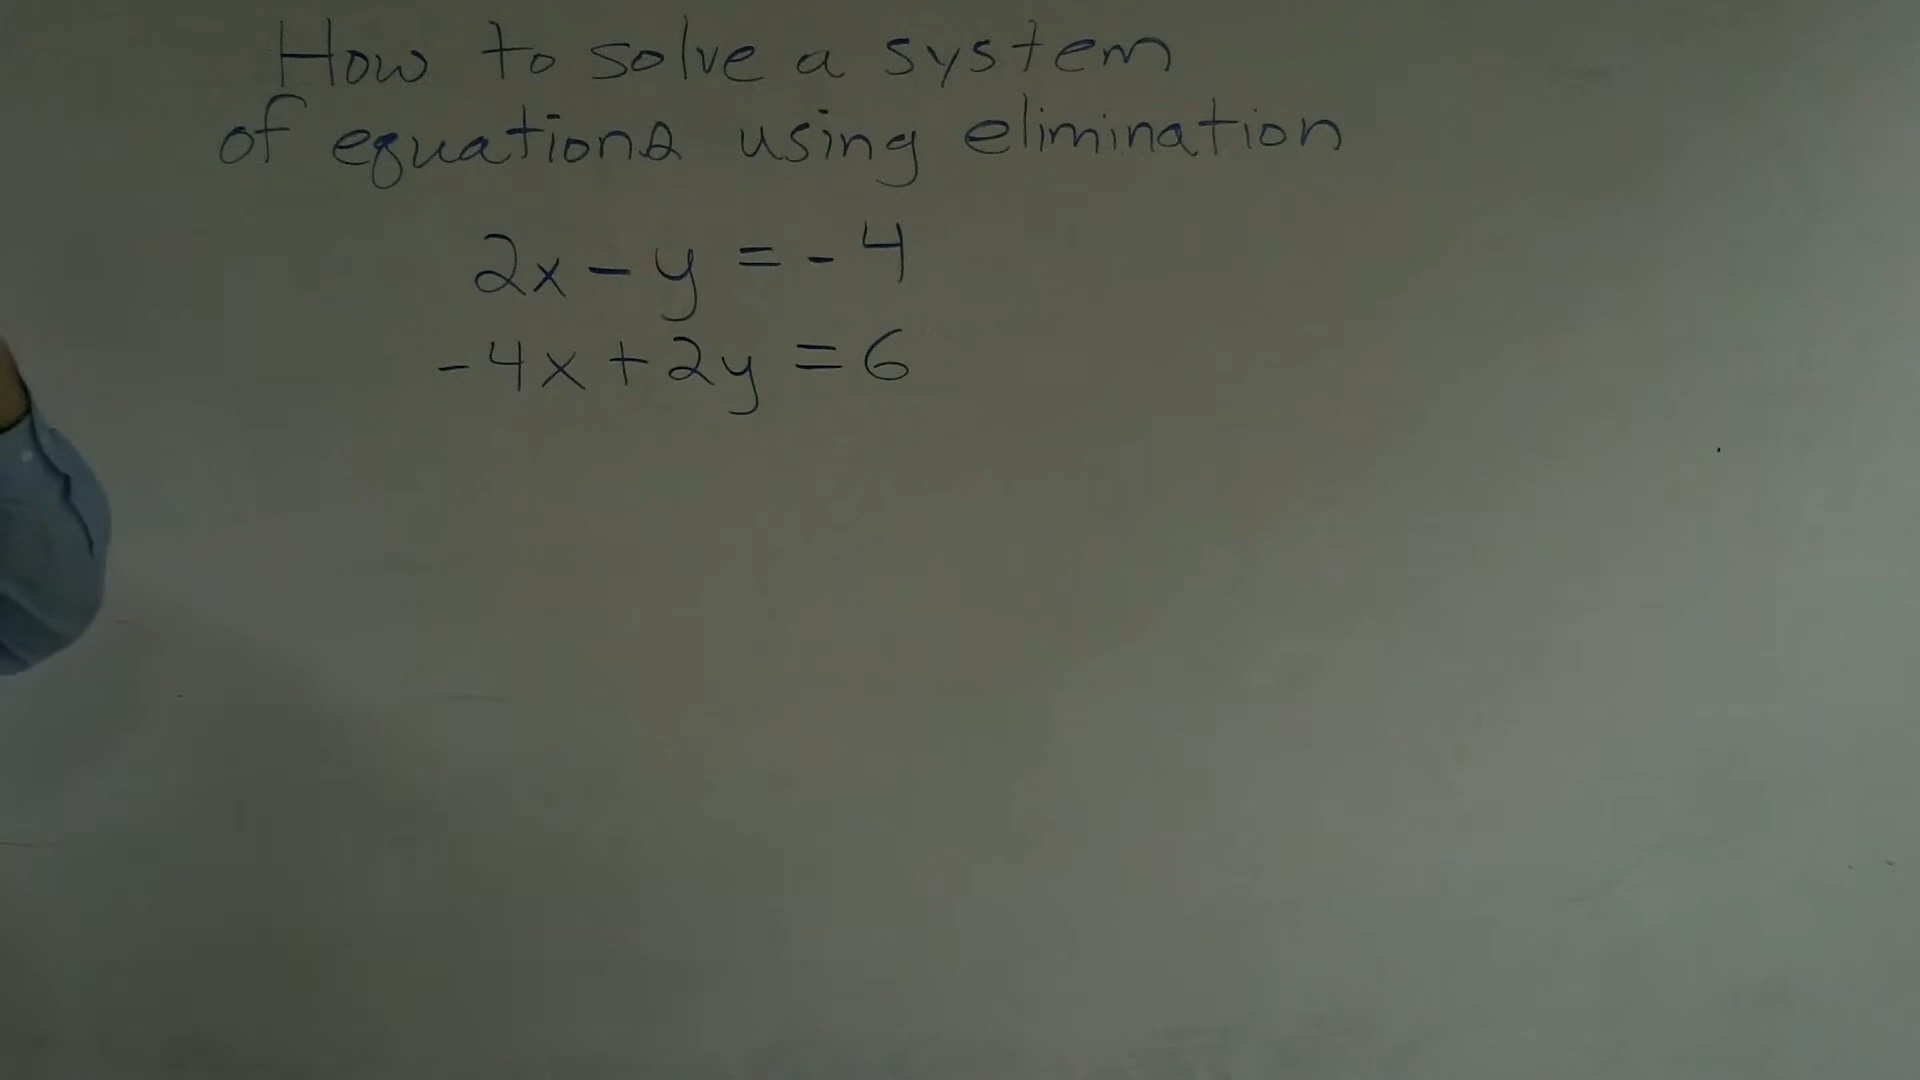 How to solve a system
of equations using elimination
2x - y = - 4
- 4x + 2y = 6